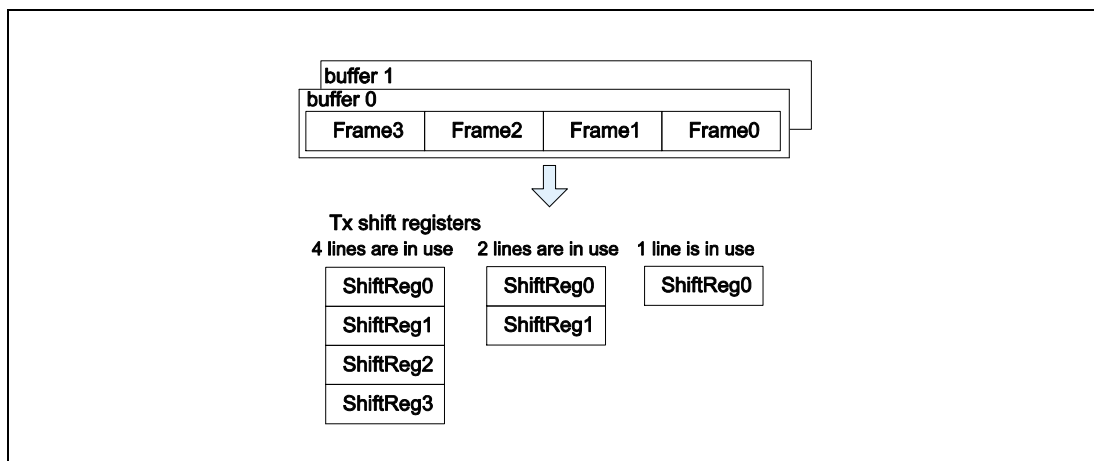 buffer 1
buffer 0
Frame3 Frame2 Frame1 Frame0
Tx shift registers
4 lines are in use 2 lines are in use 1 line is in use
ShiftReg0 ShiftReg0 ShiftReg0
ShiftReg1 ShiftReg1
ShiftReg2
ShiftReg3